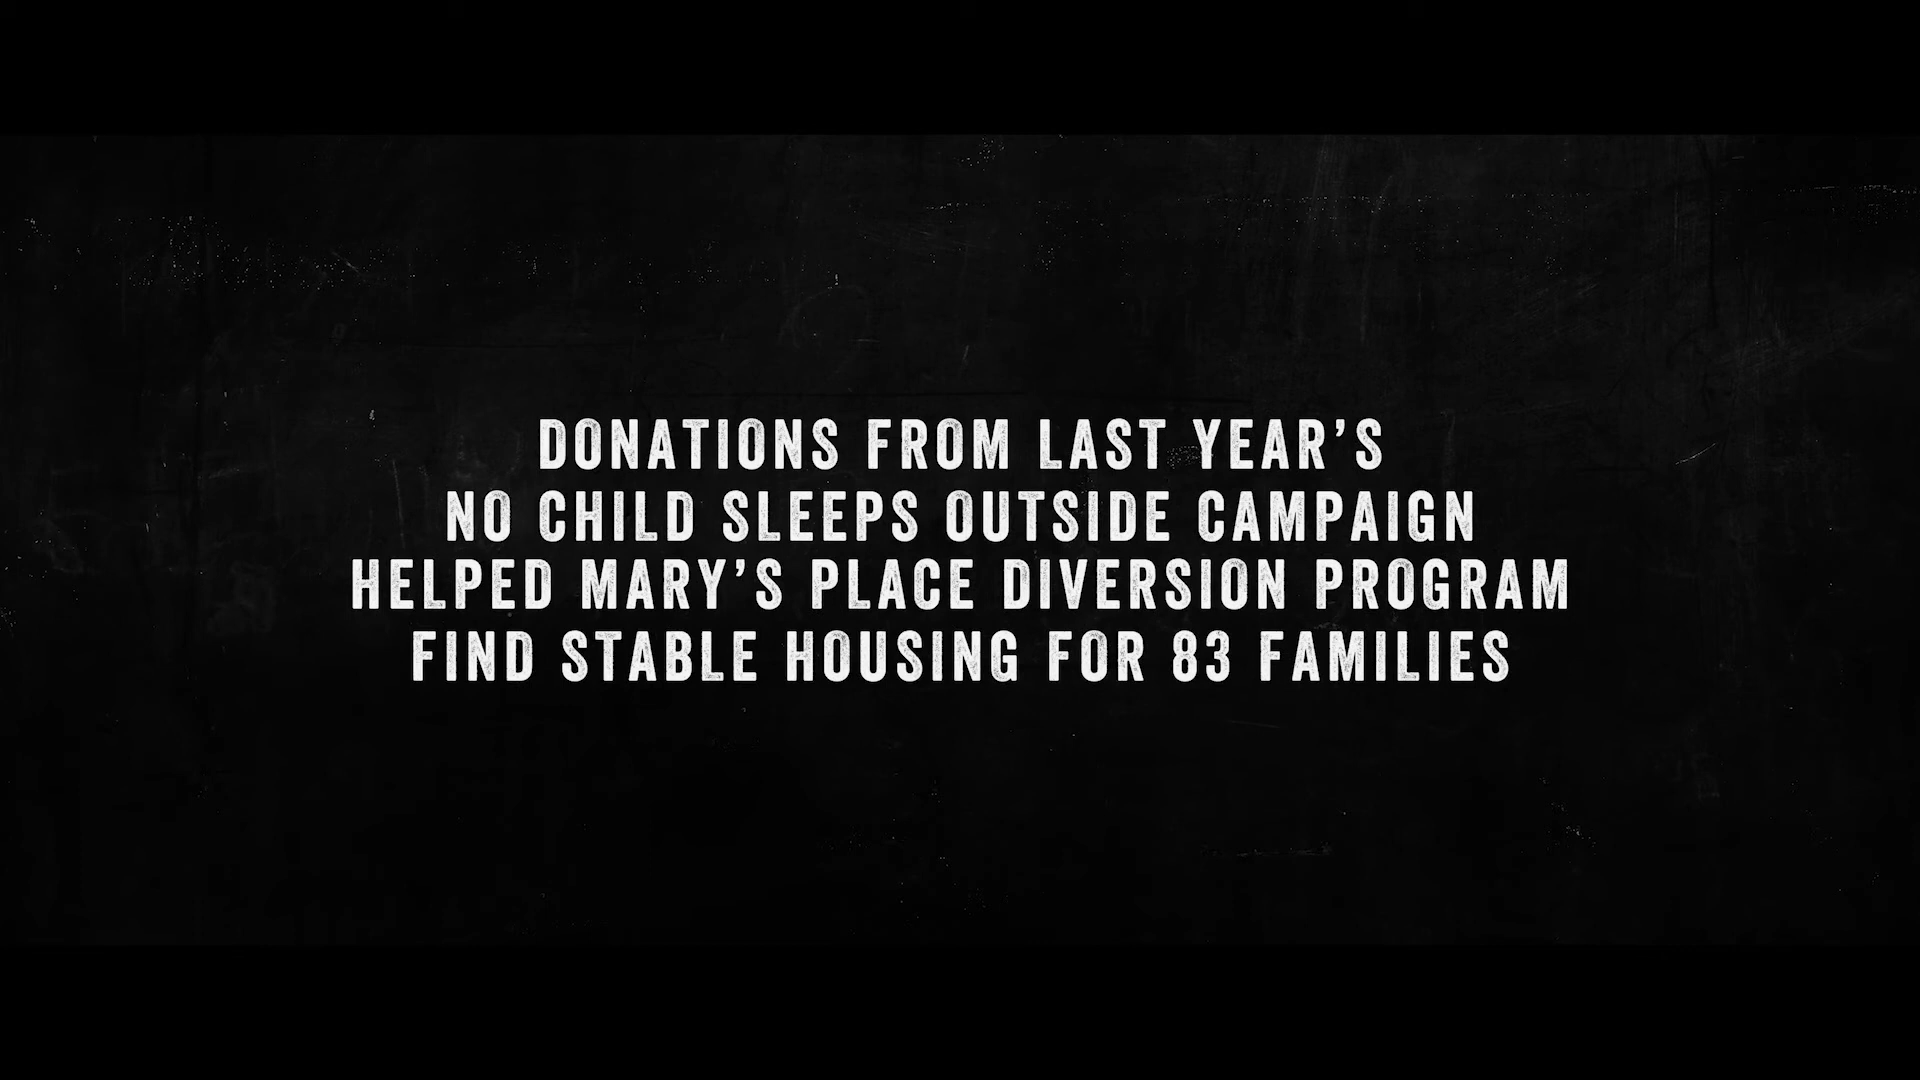 DONATIONS FROM LAST YEAR’S
NO CHILD SLEEPS OUTSIDE CAMPAIGN
HELPED MARY’S PLACE DIVERSION PROGRAM
FIND STABLE HOUSING FOR 83 FAMILIES